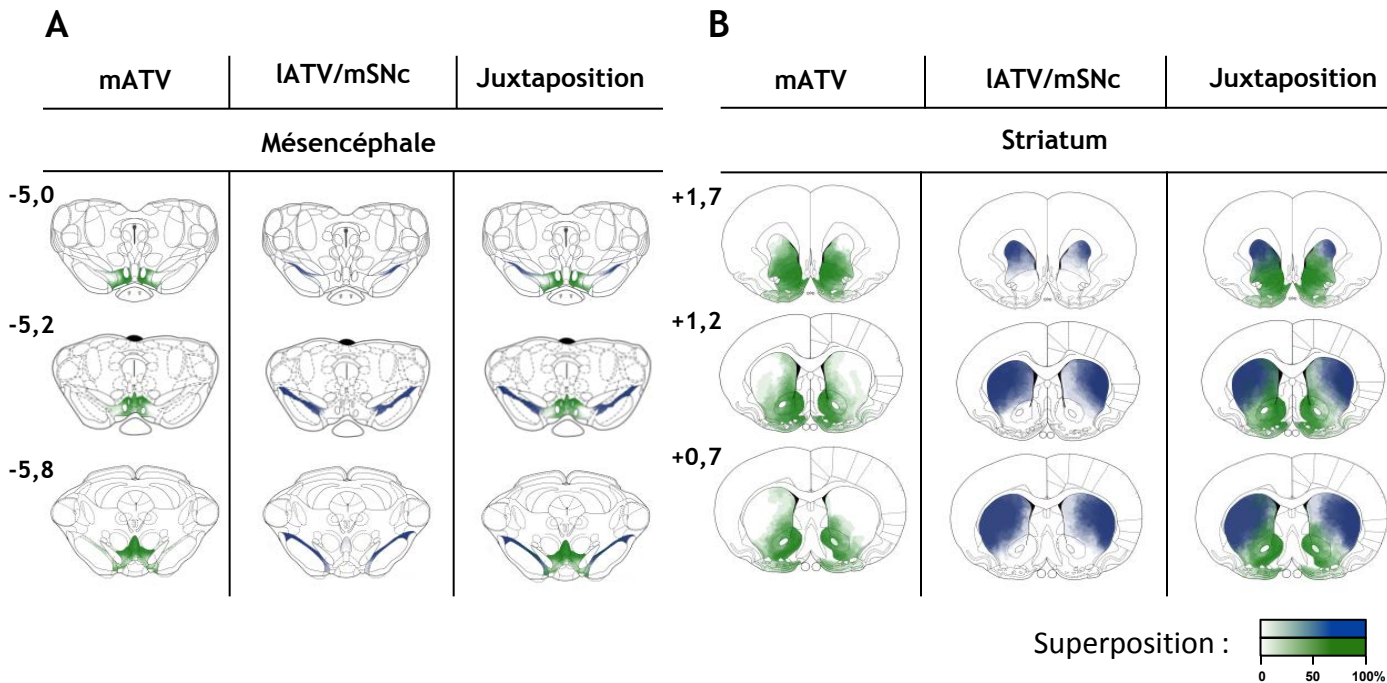 A
B
mATV
lATV/mSNc
Juxtaposition
mATV
lATV/mSNc
Juxtaposition
Mésencéphale
Striatum
-5,0
-5,2
-5,8
+1,7
+1,2
+0,7
Superposition :
0 50 100%